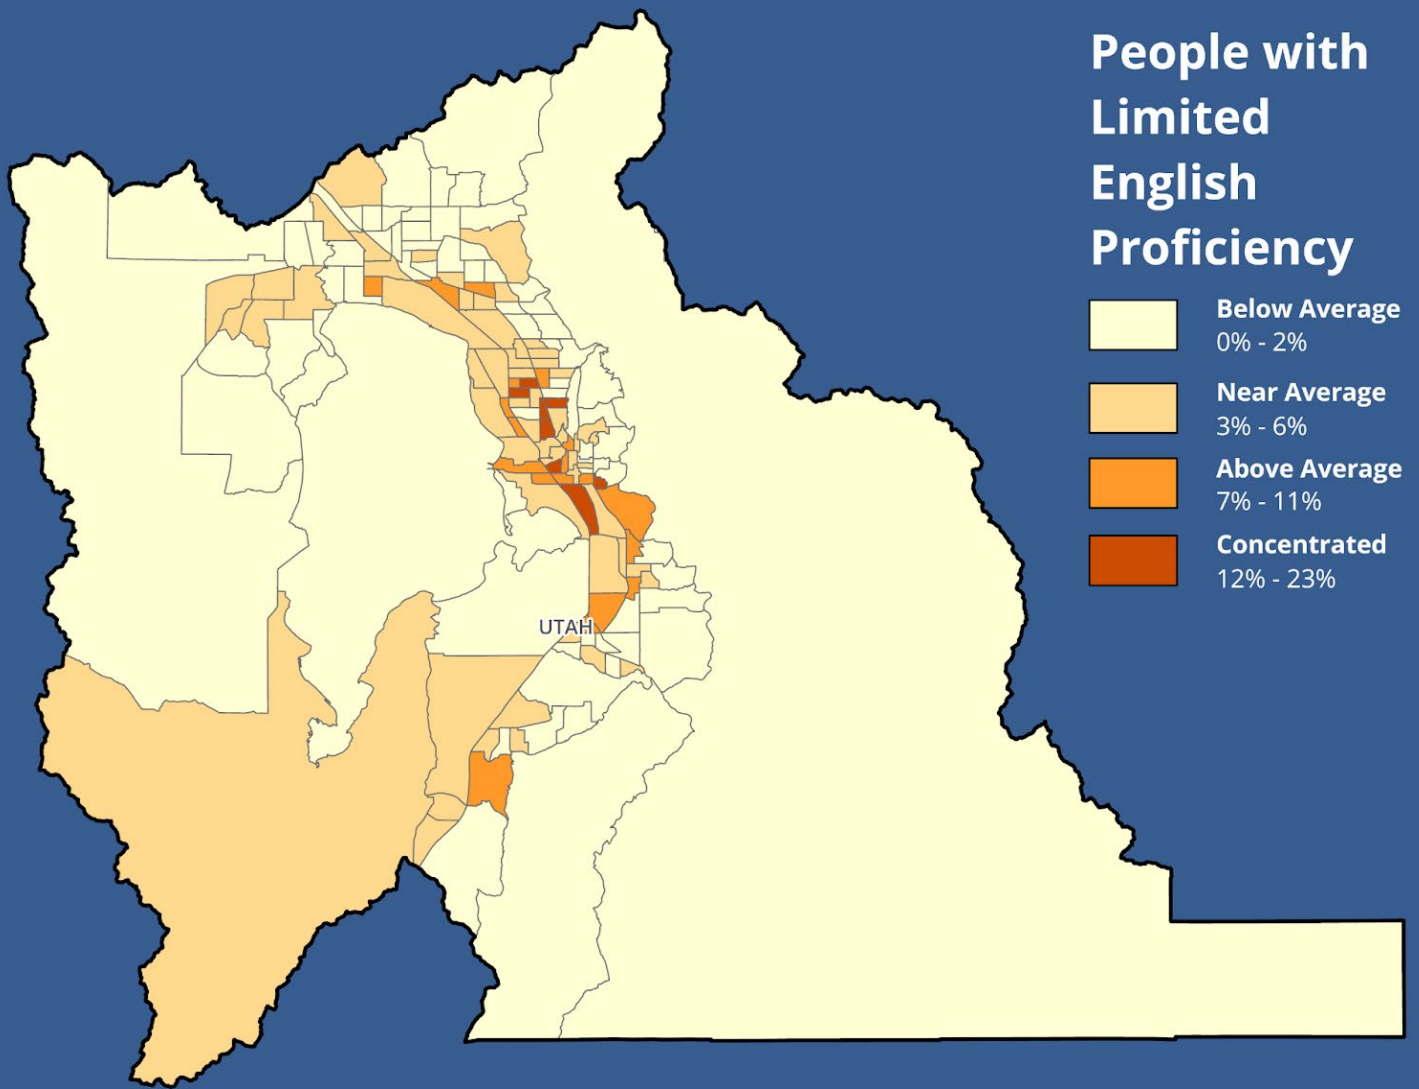 People with
Limited
English
Proficiency
Below Average
0% - 2%
Near Average
3% - 6%
Above Average
7% - 11%
Concentrated
12% - 23%
UTAH